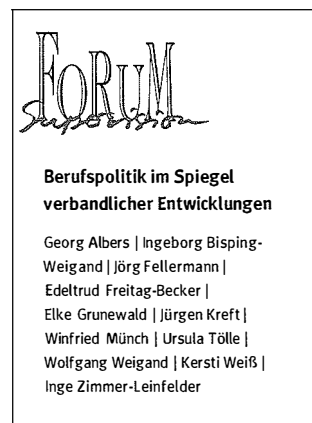 FORUM
Supervision
Berufspolitik im Spiegel
verbandlicher Entwicklungen
Georg Albers | Ingeborg Bisping-
Weigand | Jörg Fellermann |
Edeltrud Freitag-Becker |
Elke Grunewald | Jürgen Kreft |
Winfried Münch | Ursula Tölle |
Wolfgang Weigand | Kersti Weiß |
Inge Zimmer-Leinfelder